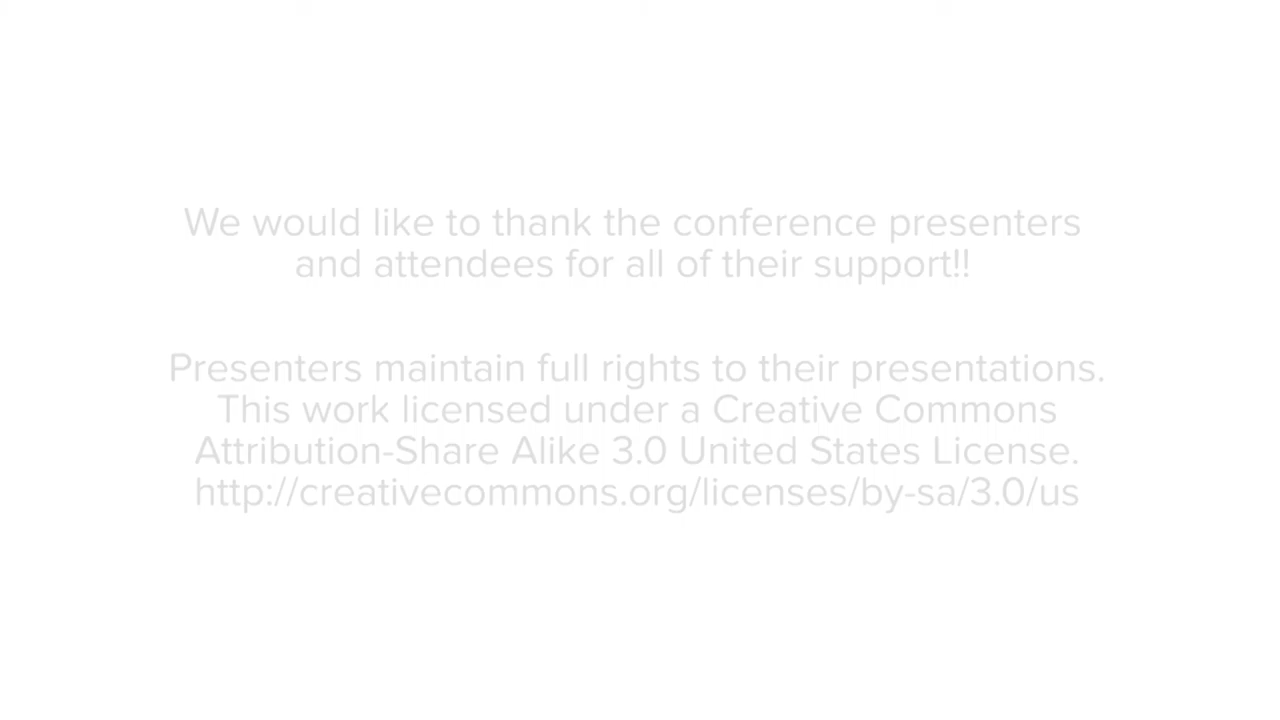 We would like to thank the conference presenters
and attendees for all of their support!!
Presenters maintain full rights to their presentations.
This work licensed under a Creative Commons
Attribution-Share Alike 3.0 United States License.
http://creativecommons.org/licenses/by-sa/3.0/us